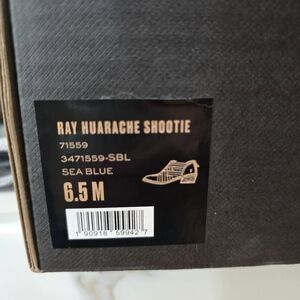 RAY HUARACHE SHOOTIE
71559
3471559-SBL
SEA BLUE
6.5 M
1 90918 59942 7